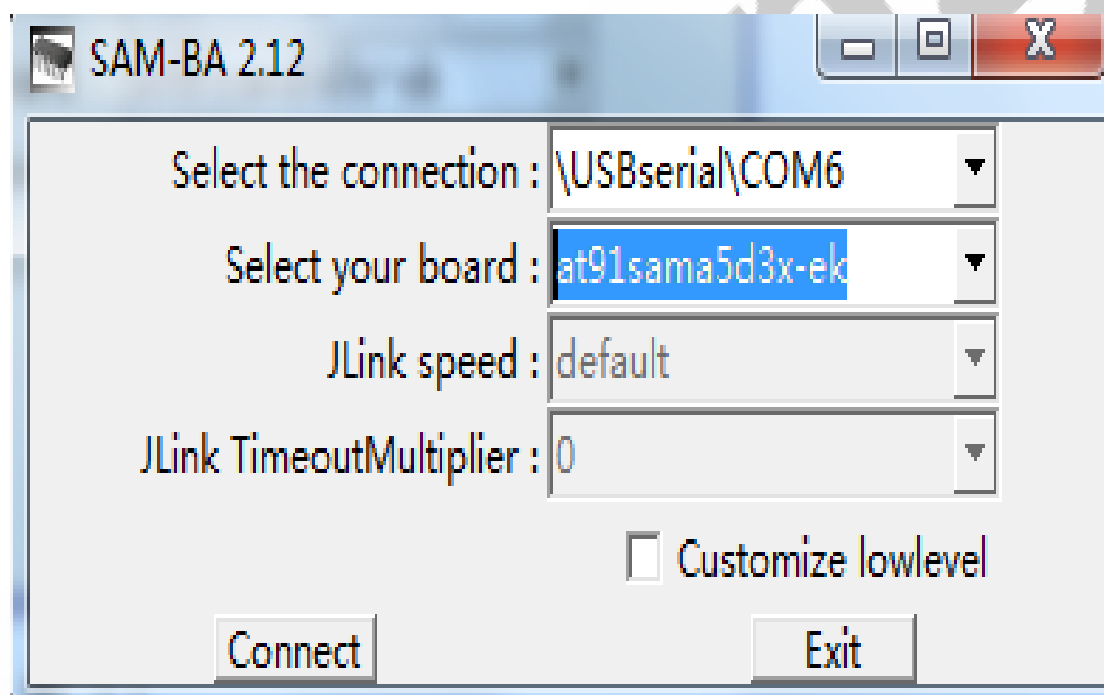 SAM-BA 2.12
Select the connection : \USBserial\COM6
Select your board : at91sama5d3x-ek
JLink speed : default
JLink TimeoutMultiplier : 0
Customize lowlevel
Connect Exit